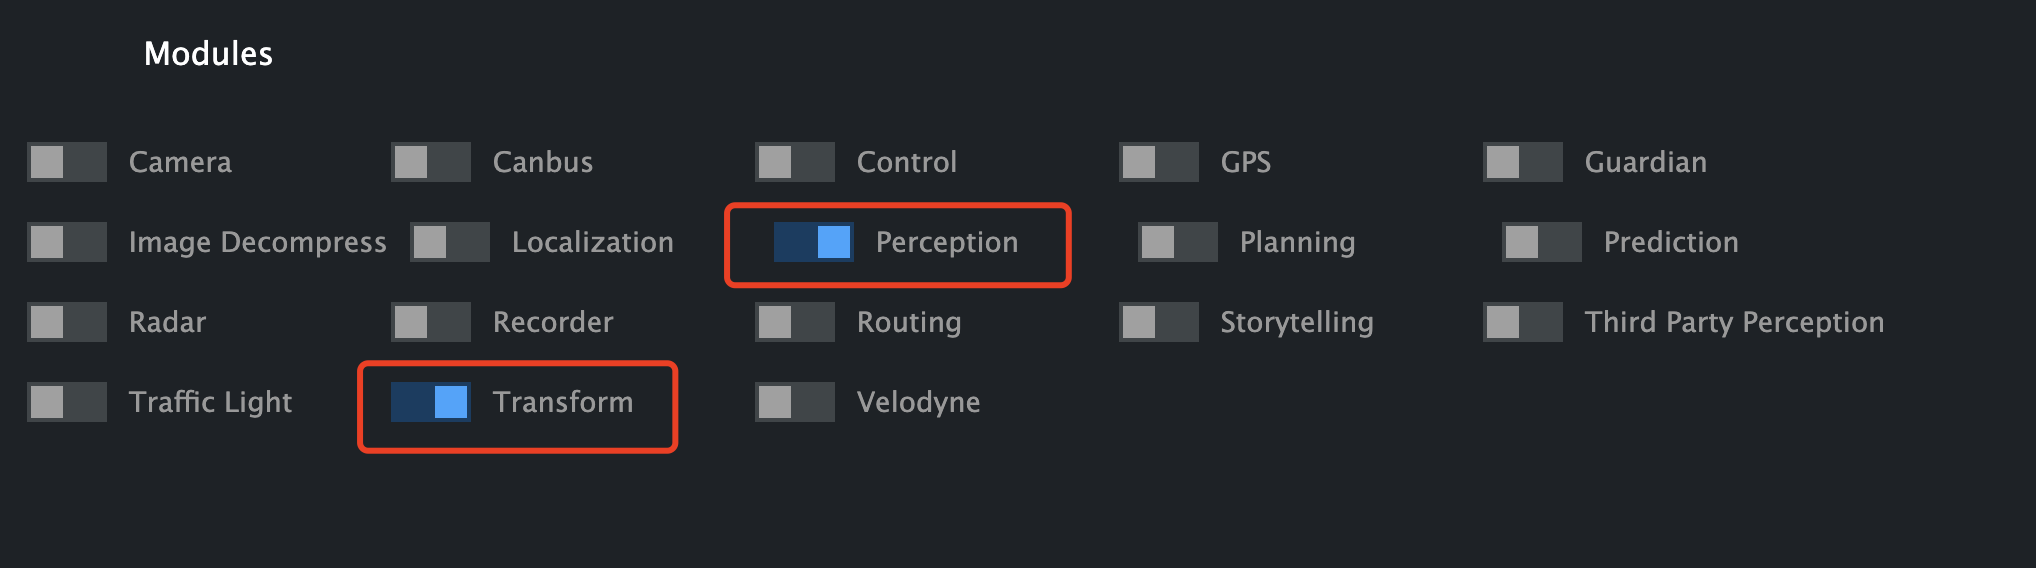 Modules
Camera Canbus Control GPS Guardian
Image Decompress Localization Perception Planning Prediction
Radar Recorder Routing Storytelling Third Party Perception
Traffic Light Transform Velodyne